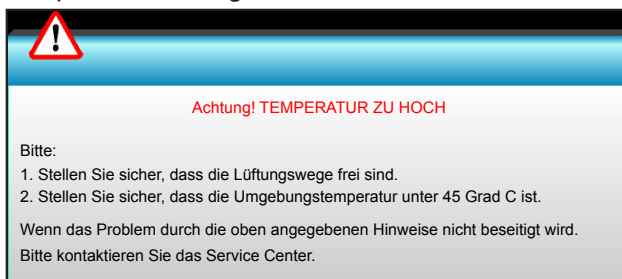 Achtung! TEMPERATUR ZU HOCH
Bitte:
1. Stellen Sie sicher, dass die Lüftungswege frei sind.
2. Stellen Sie sicher, dass die Umgebungstemperatur unter 45 Grad C ist.
Wenn das Problem durch die oben angegebenen Hinweise nicht beseitigt wird.
Bitte kontaktieren Sie das Service Center.